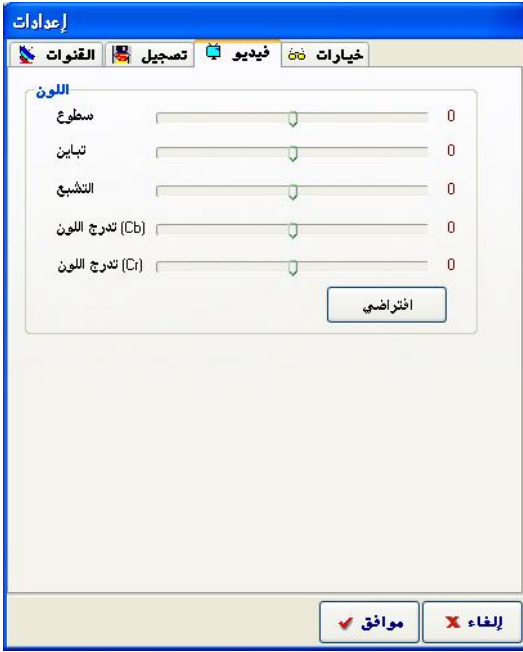 إعدادات
القنوات تسجيل فيديو خيارات
اللون
سطوع 0
تباين 0
التشبع 0
تدرج اللون (Cb) 0
تدرج اللون (Cr) 0
افتراضي
موافق إلغاء